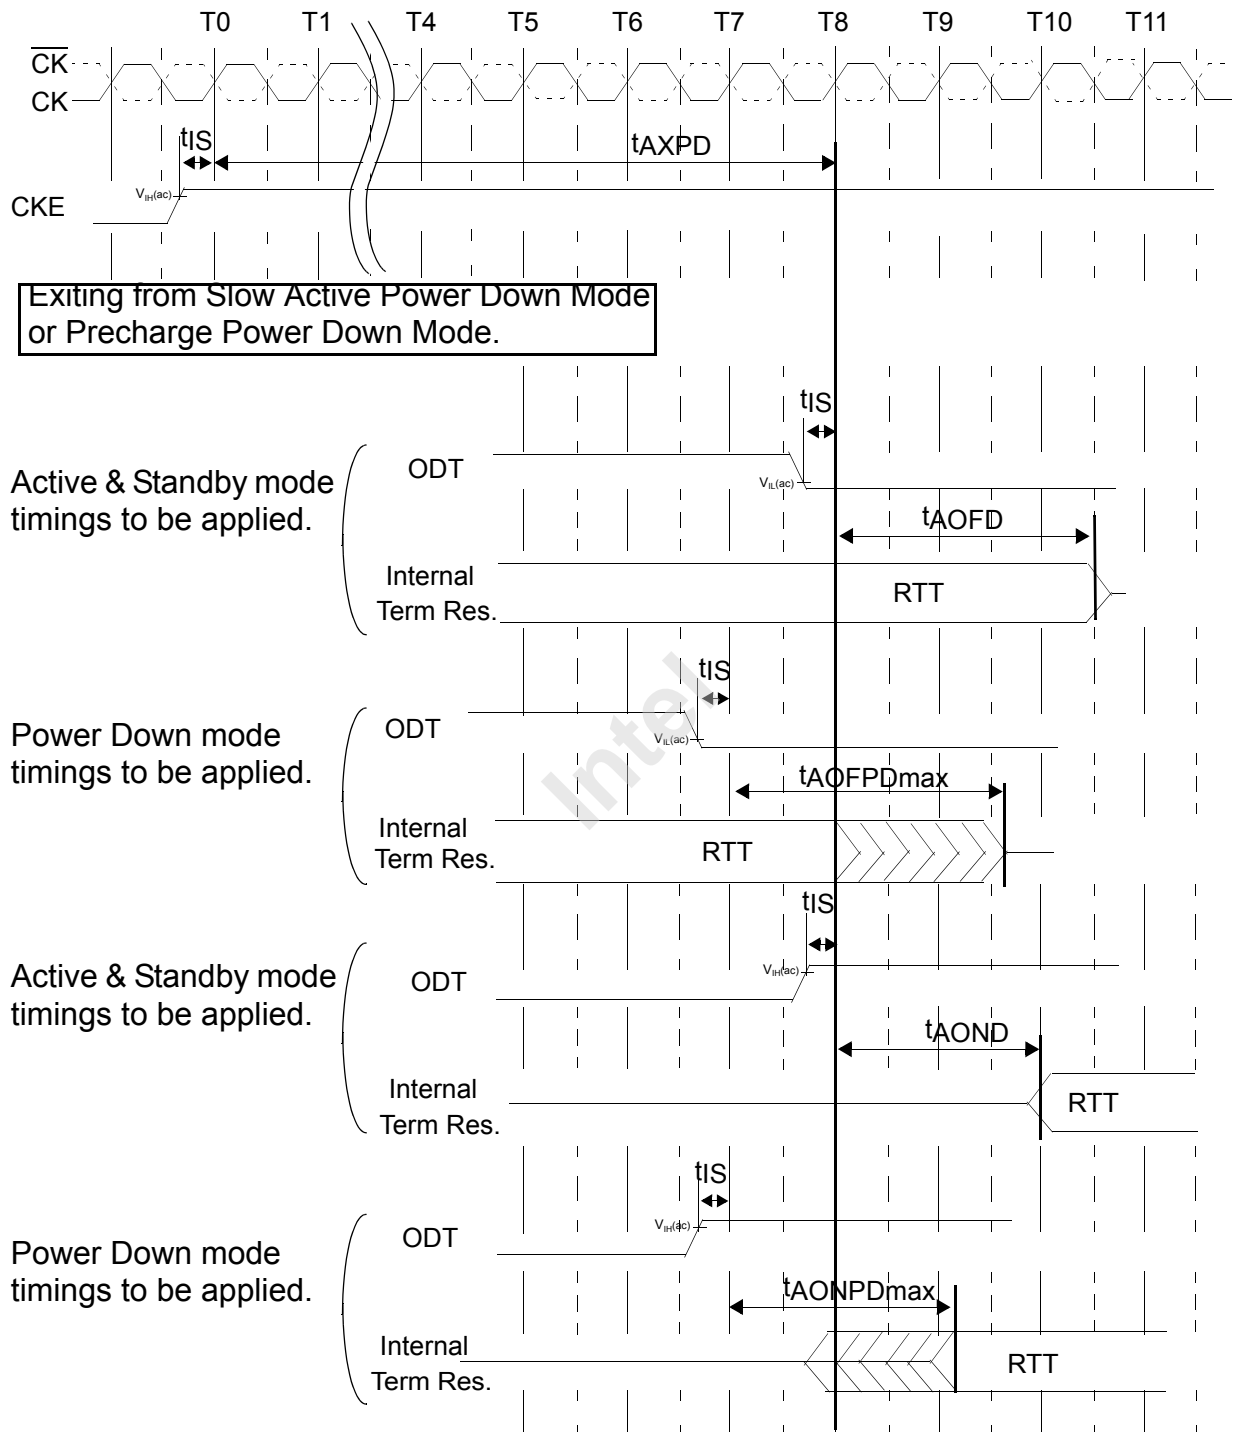 T0 T1 T4 T5 T6 T7 T8 T9 T10 T11
CK
CK
tIS
tAXPD
VIH(ac)
CKE
Exiting from Slow Active Power Down Mode
or Precharge Power Down Mode.
tIS
ODT
VIL(ac)
Active & Standby mode
timings to be applied.
tAOFD
Internal
Term Res.
RTT
tIS
ODT
VIL(ac)
Power Down mode
timings to be applied.
tAOFPDmax
Internal
Term Res.
RTT
Intel
tIS
VIH(ac)
ODT
Active & Standby mode
timings to be applied.
tAOND
Internal
Term Res.
RTT
tIS
VIH(ac)
ODT
Power Down mode
timings to be applied.
tAONPDmax
Internal
Term Res.
RTT